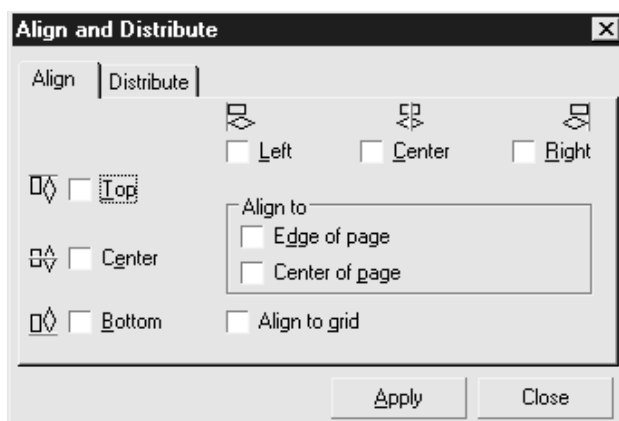 Align and Distribute
Align Distribute
Left Center Right
Top
Align to
Edge of page
Center
Center of page
Bottom Align to grid
Apply Close